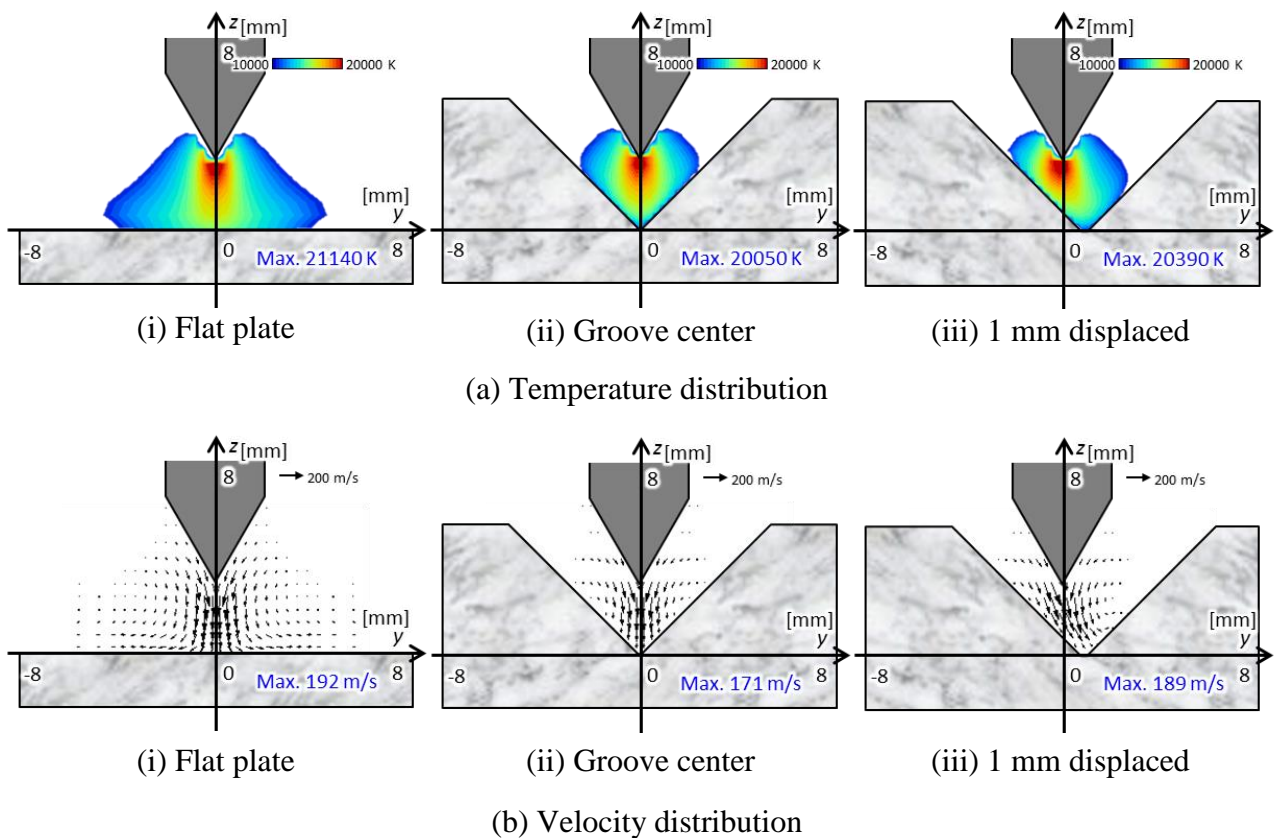 z [mm]
8
10000 20000 K
[mm]
y
-8 0 8
Max. 21140 K
(i) Flat plate
z [mm]
8
10000 20000 K
[mm]
y
-8 0 8
Max. 20050 K
(ii) Groove center
z [mm]
8
10000 20000 K
[mm]
y
-8 0 8
Max. 20390 K
(iii) 1 mm displaced
(a) Temperature distribution
z [mm]
8
200 m/s
[mm]
y
-8 0 8
Max. 192 m/s
(i) Flat plate
z [mm]
8
200 m/s
[mm]
y
-8 0 8
Max. 171 m/s
(ii) Groove center
z [mm]
8
200 m/s
[mm]
y
-8 0 8
Max. 189 m/s
(iii) 1 mm displaced
(b) Velocity distribution